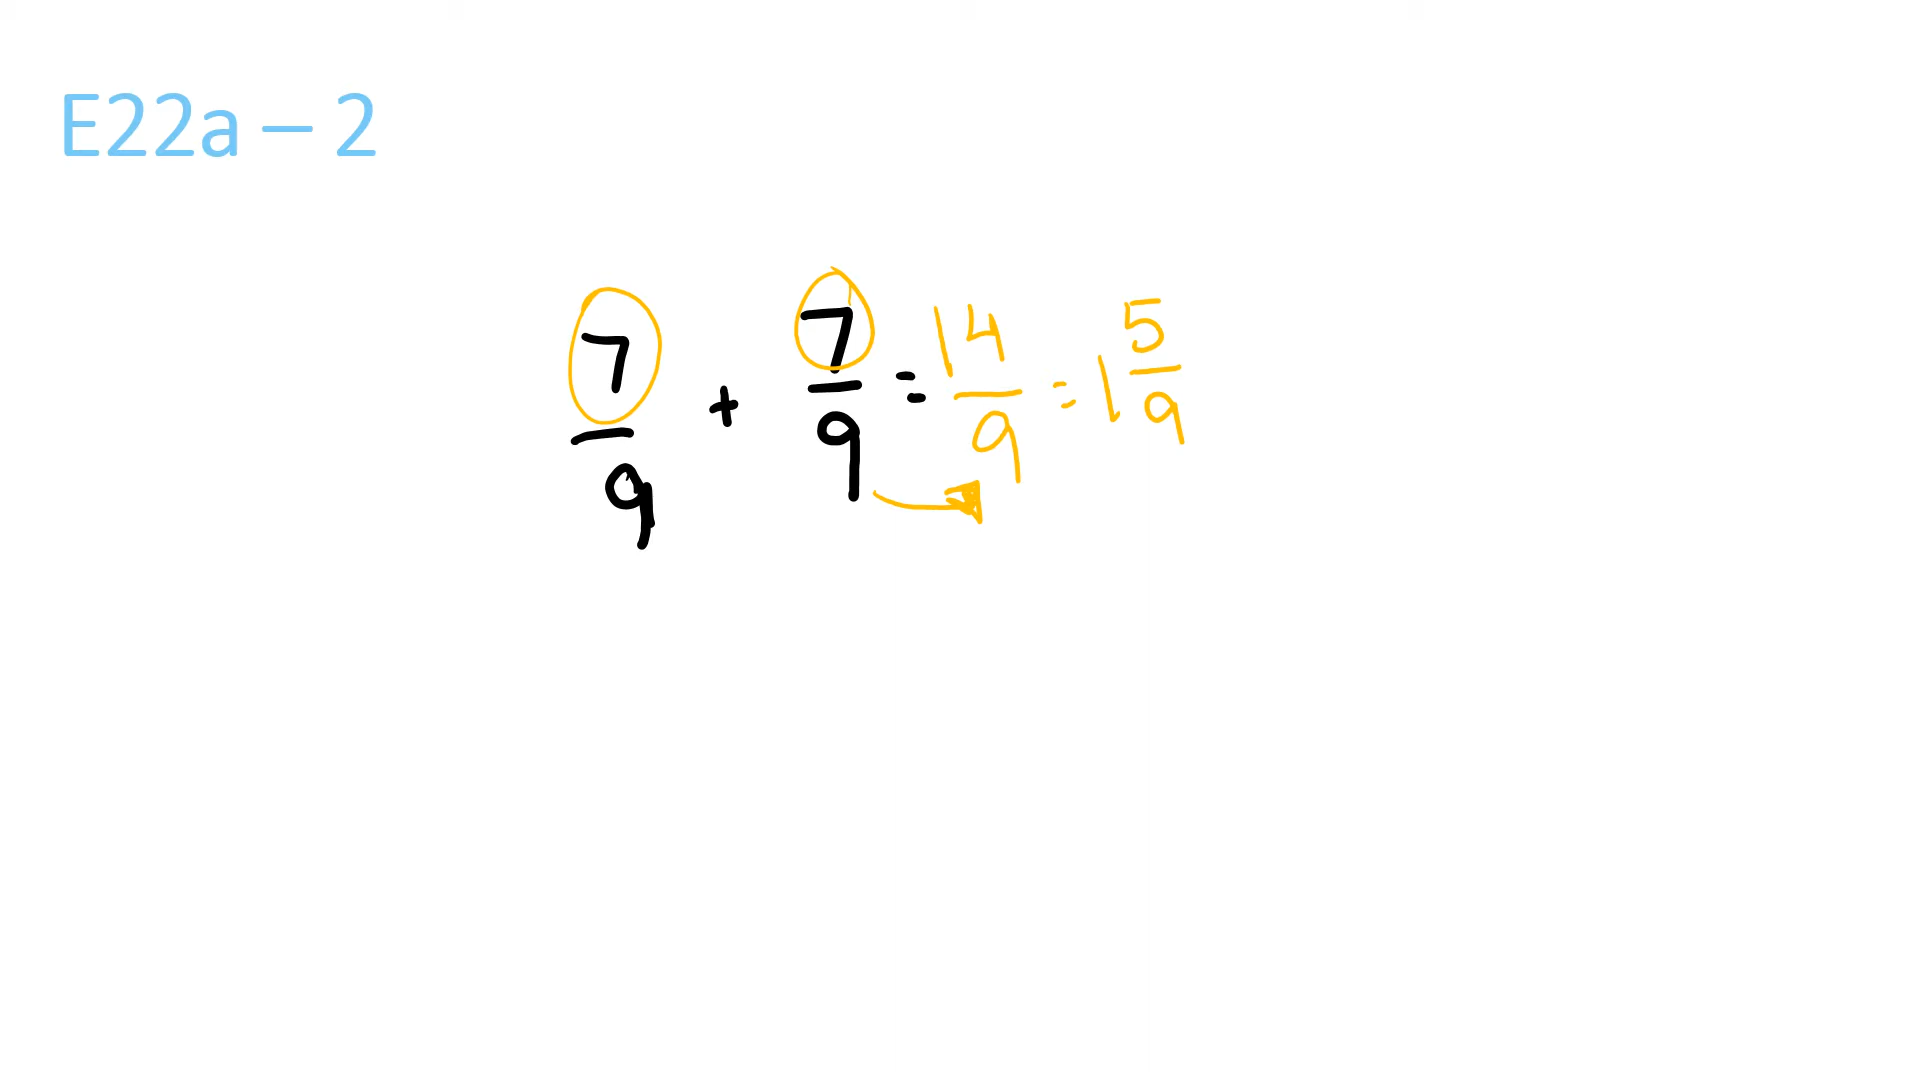 E22a – 2
7/9 + 7/9 = 14/9 = 1 5/9